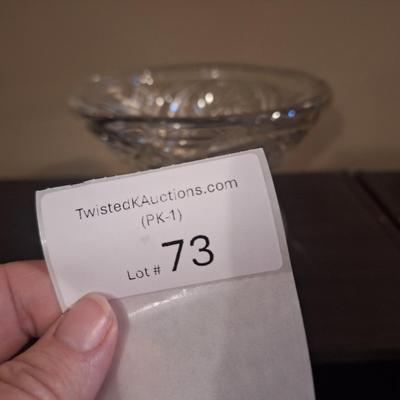 TwistedKAuctions.com
(PK-1)
Lot # 73